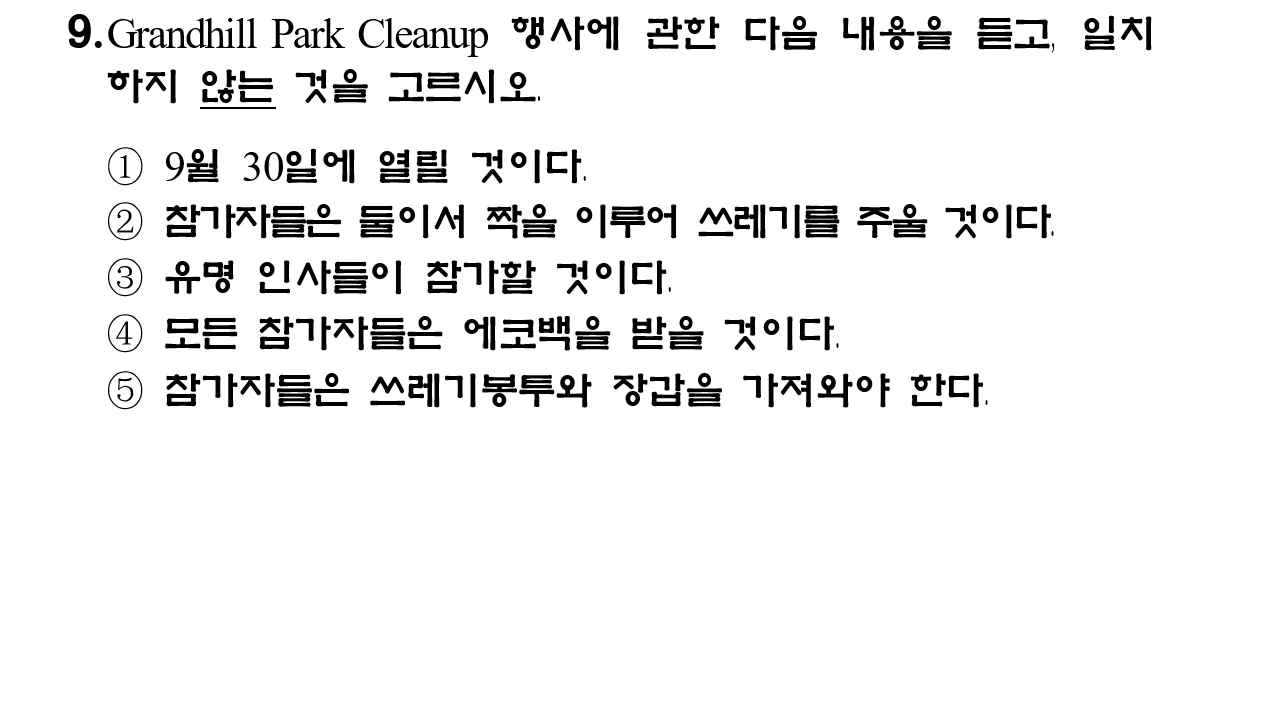 9. Grandhill Park Cleanup 행사에 관한 다음 내용을 듣고, 일치
하지 않는 것을 고르시오.
① 9월 30일에 열릴 것이다.
② 참가자들은 둘이서 짝을 이루어 쓰레기를 주울 것이다.
③ 유명 인사들이 참가할 것이다.
④ 모든 참가자들은 에코백을 받을 것이다.
⑤ 참가자들은 쓰레기봉투와 장갑을 가져와야 한다.